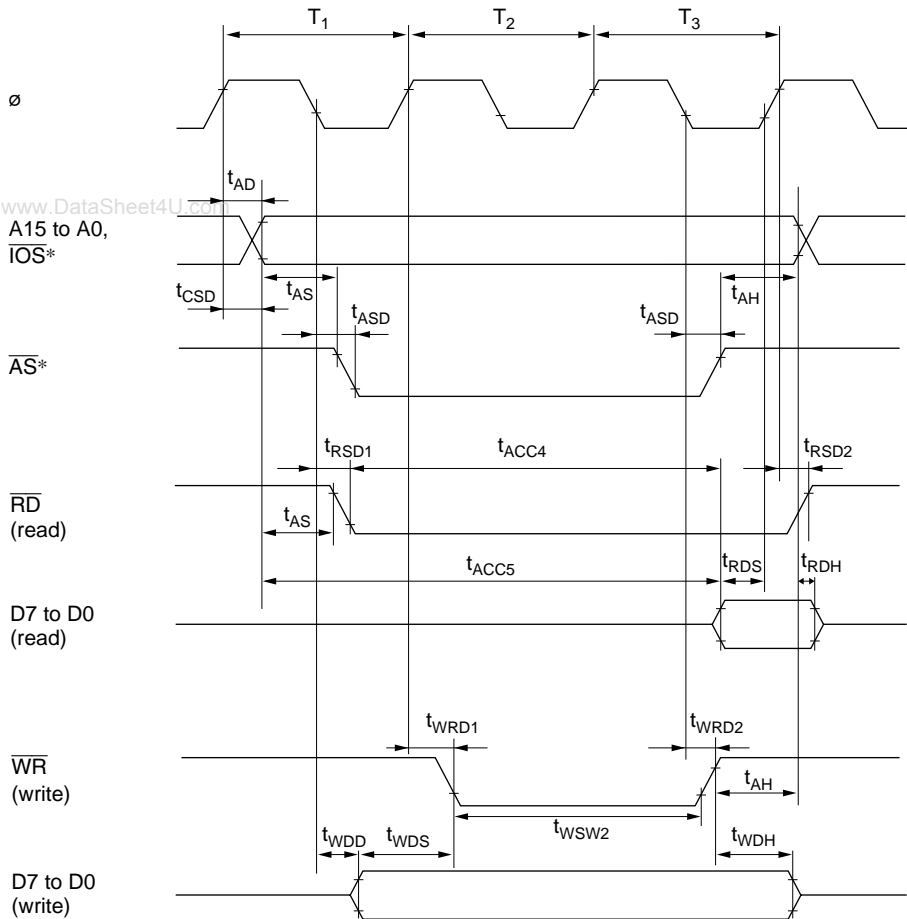 T1 T2 T3
ø
tAD
www.DataSheet4U.com
A15 to A0,
IOS*
tCSD tAS tAH
tASD tASD
AS*
tRSD1 tACC4 tRSD2
RD
(read)
tAS
tACC5 tRDS tRDH
D7 to D0
(read)
tWRD1 tWRD2
WR
(write)
tAH
tWSW2
tWDD tWDS tWDH
D7 to D0
(write)